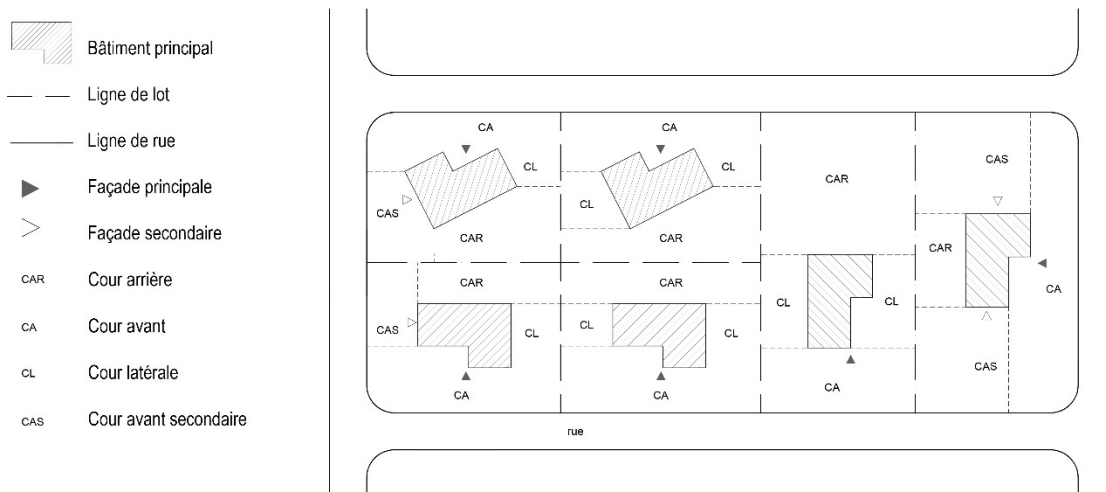 Bâtiment principal
Ligne de lot
Ligne de rue
Façade principale
Façade secondaire
CAR Cour arrière
CA Cour avant
CL Cour latérale
CAS Cour avant secondaire
CA CA
CL CL CAS
CAR
CAS CL
CAR CAR CAR
CAR CAR CA
CAS CL CL CL CL CL
CAS
CA CA CA
rue